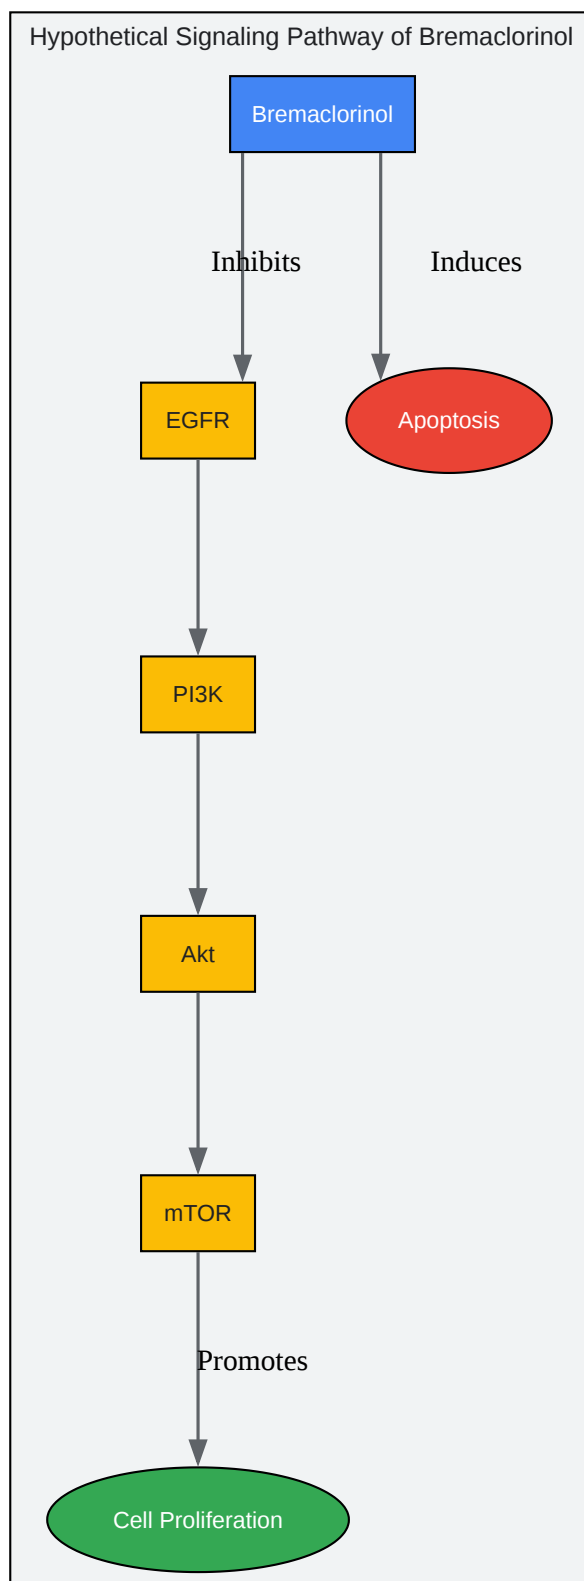 Hypothetical Signaling Pathway of Bremaclorinol
Bremaclorinol
Inhibits
Induces
EGFR
Apoptosis
PI3K
Akt
mTOR
Promotes
Cell Proliferation